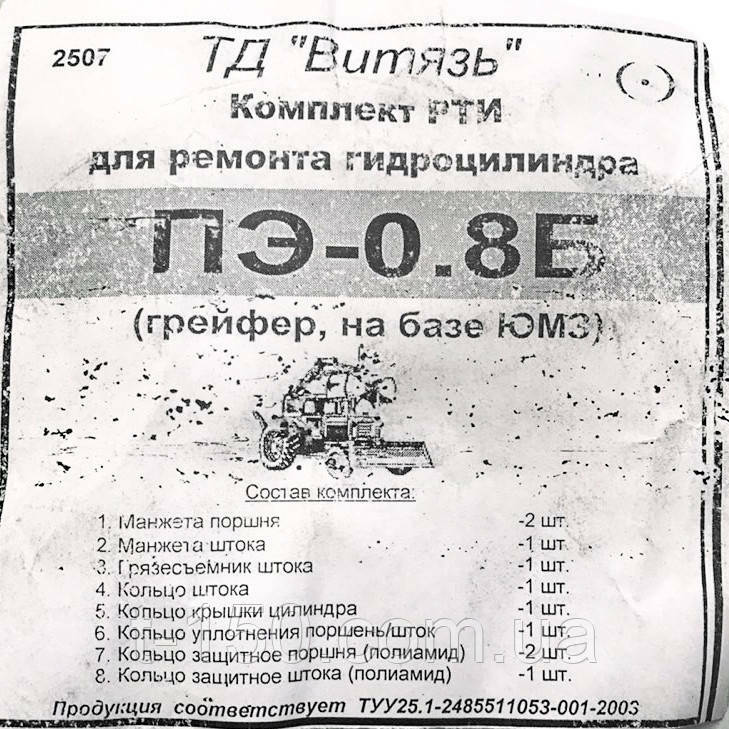 2507
ТД "Витязь"
Комплект РТИ
для ремонта гидроцилиндра
ПЭ-0.8Б
(грейфер, на базе ЮМЗ)
Состав комплекта:
1. Манжета поршня -2 шт.
2. Манжета штока -1 шт.
3. Грязесъемник штока -1 шт.
4. Кольцо штока -1 шт.
5. Кольцо крышки цилиндра -1 шт.
6. Кольцо уплотнения поршень/шток -1 шт.
7. Кольцо защитное поршня (полиамид) -2 шт.
8. Кольцо защитное штока (полиамид) -1 шт.
t-150.com.ua
Продукция соответствует ТУУ25.1-2485511053-001-2003